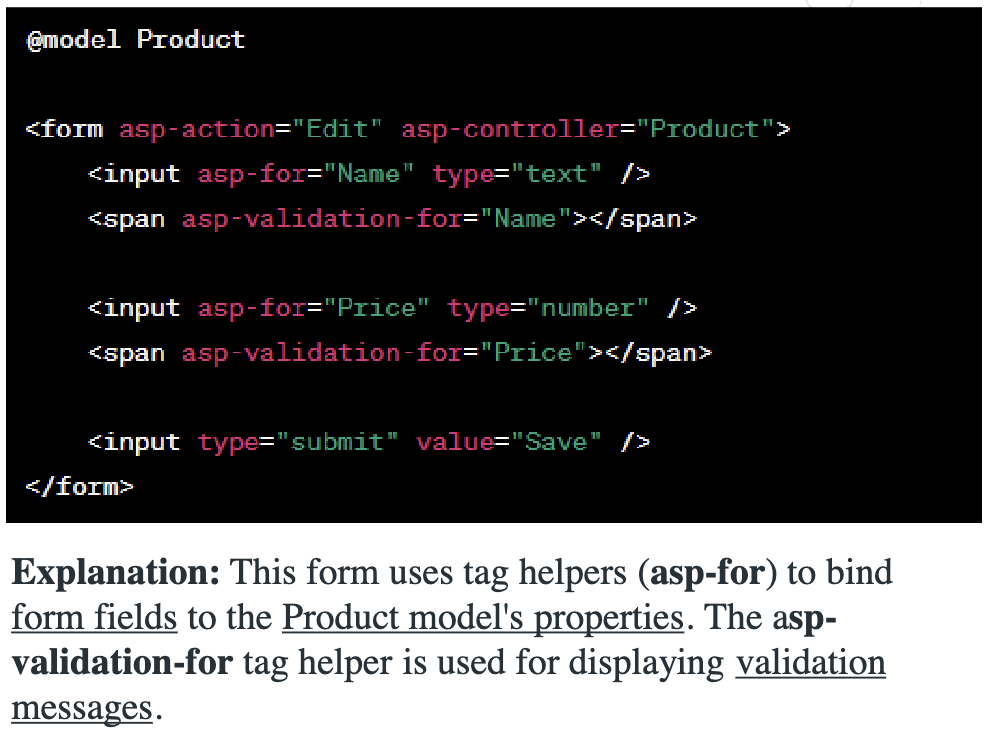 @model Product
<form asp-action="Edit" asp-controller="Product">
<input asp-for="Name" type="text" />
<span asp-validation-for="Name"></span>
<input asp-for="Price" type="number" />
<span asp-validation-for="Price"></span>
<input type="submit" value="Save" />
</form>
Explanation: This form uses tag helpers (asp-for) to bind
form fields to the Product model's properties. The asp-
validation-for tag helper is used for displaying validation
messages.